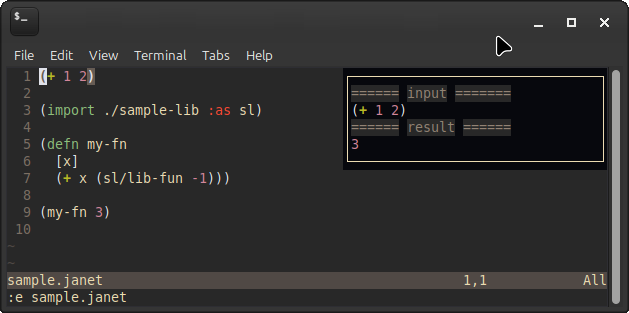 $_
File Edit View Terminal Tabs Help
1 (+ 1 2)
2
3 (import ./sample-lib :as sl)
4
5 (defn my-fn
6 [x]
7 (+ x (sl/lib-fun -1)))
8
9 (my-fn 3)
10
~
~
====== input =======
(+ 1 2)
====== result ======
3
sample.janet 1,1 All
:e sample.janet